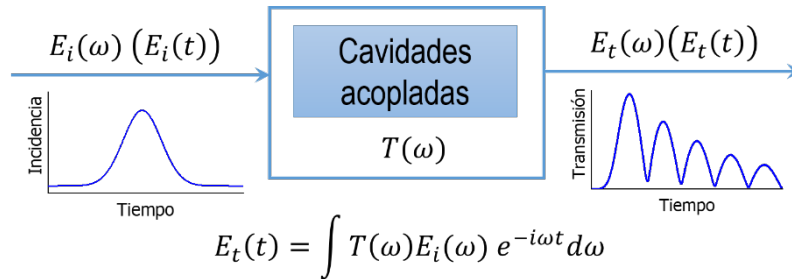 E_i(ω) (E_i(t))
Cavidades
acopladas
T(ω)
E_t(ω)(E_t(t))
Incidencia
Tiempo
Transmisión
Tiempo
E_t(t) = ∫ T(ω)E_i(ω) e^{-iωt}dω